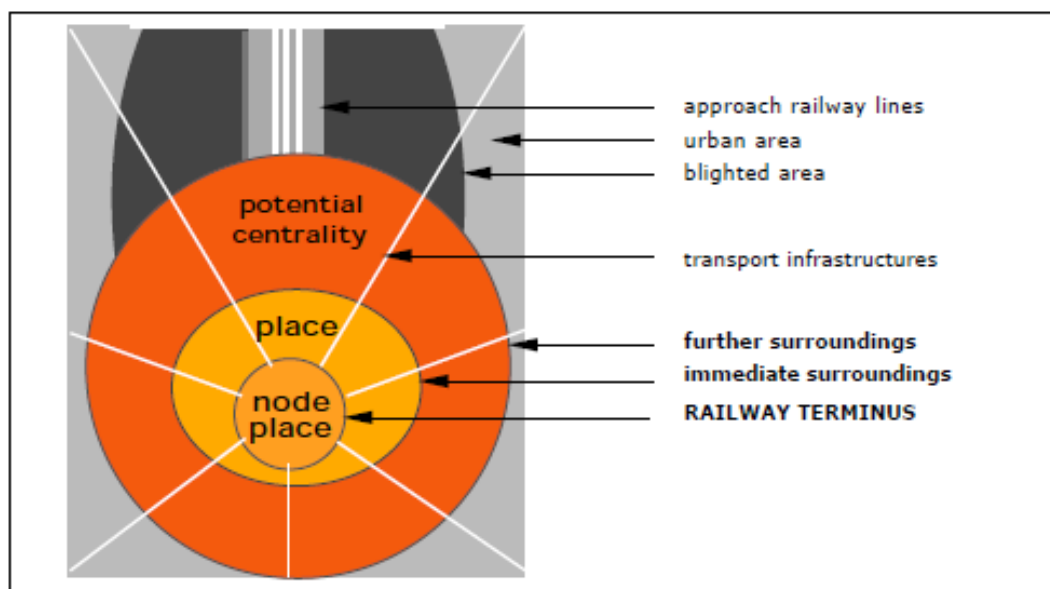 approach railway lines
urban area
blighted area
potential
centrality
transport infrastructures
place
further surroundings
immediate surroundings
node
place
RAILWAY TERMINUS